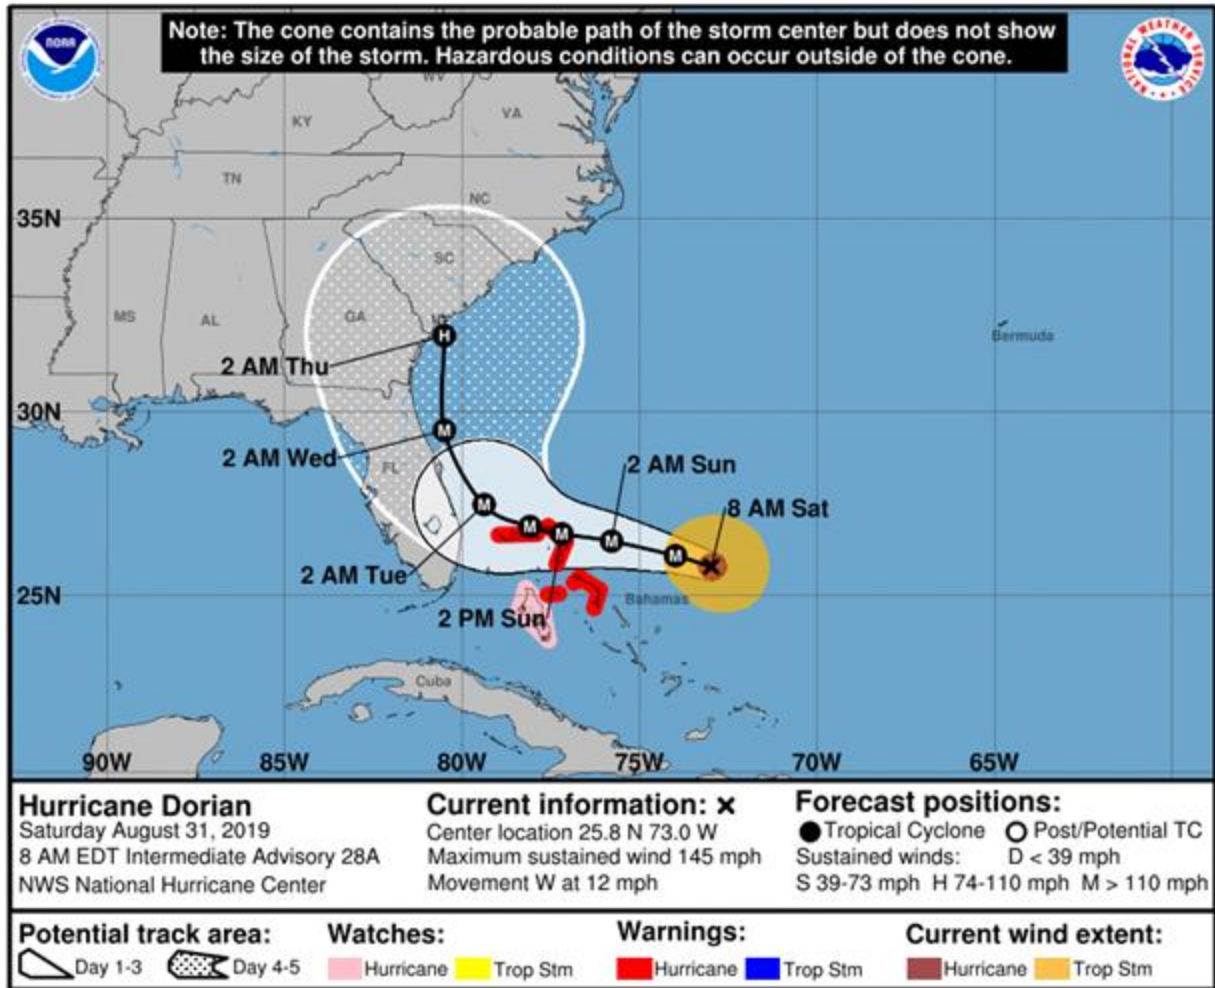 Note: The cone contains the probable path of the storm center but does not show
the size of the storm. Hazardous conditions can occur outside of the cone.
NOAA
NATIONAL WEATHER SERVICE
WV
KY
VA
TN
NC
35N
SC
MS
AL
GA
Bermuda
2 AM Thu
H
30N
2 AM Wed
M
FL
2 AM Sun
8 AM Sat
M
M
M
M
M
2 AM Tue
25N
Bahamas
2 PM Sun
Cuba
90W
85W
80W
75W
70W
65W
Hurricane Dorian
Saturday August 31, 2019
8 AM EDT Intermediate Advisory 28A
NWS National Hurricane Center
Current information: x
Center location 25.8 N 73.0 W
Maximum sustained wind 145 mph
Movement W at 12 mph
Forecast positions:
Tropical Cyclone Post/Potential TC
Sustained winds: D < 39 mph
S 39-73 mph H 74-110 mph M > 110 mph
Potential track area:
Day 1-3 Day 4-5
Watches:
Hurricane Trop Stm
Warnings:
Hurricane Trop Stm
Current wind extent:
Hurricane Trop Stm